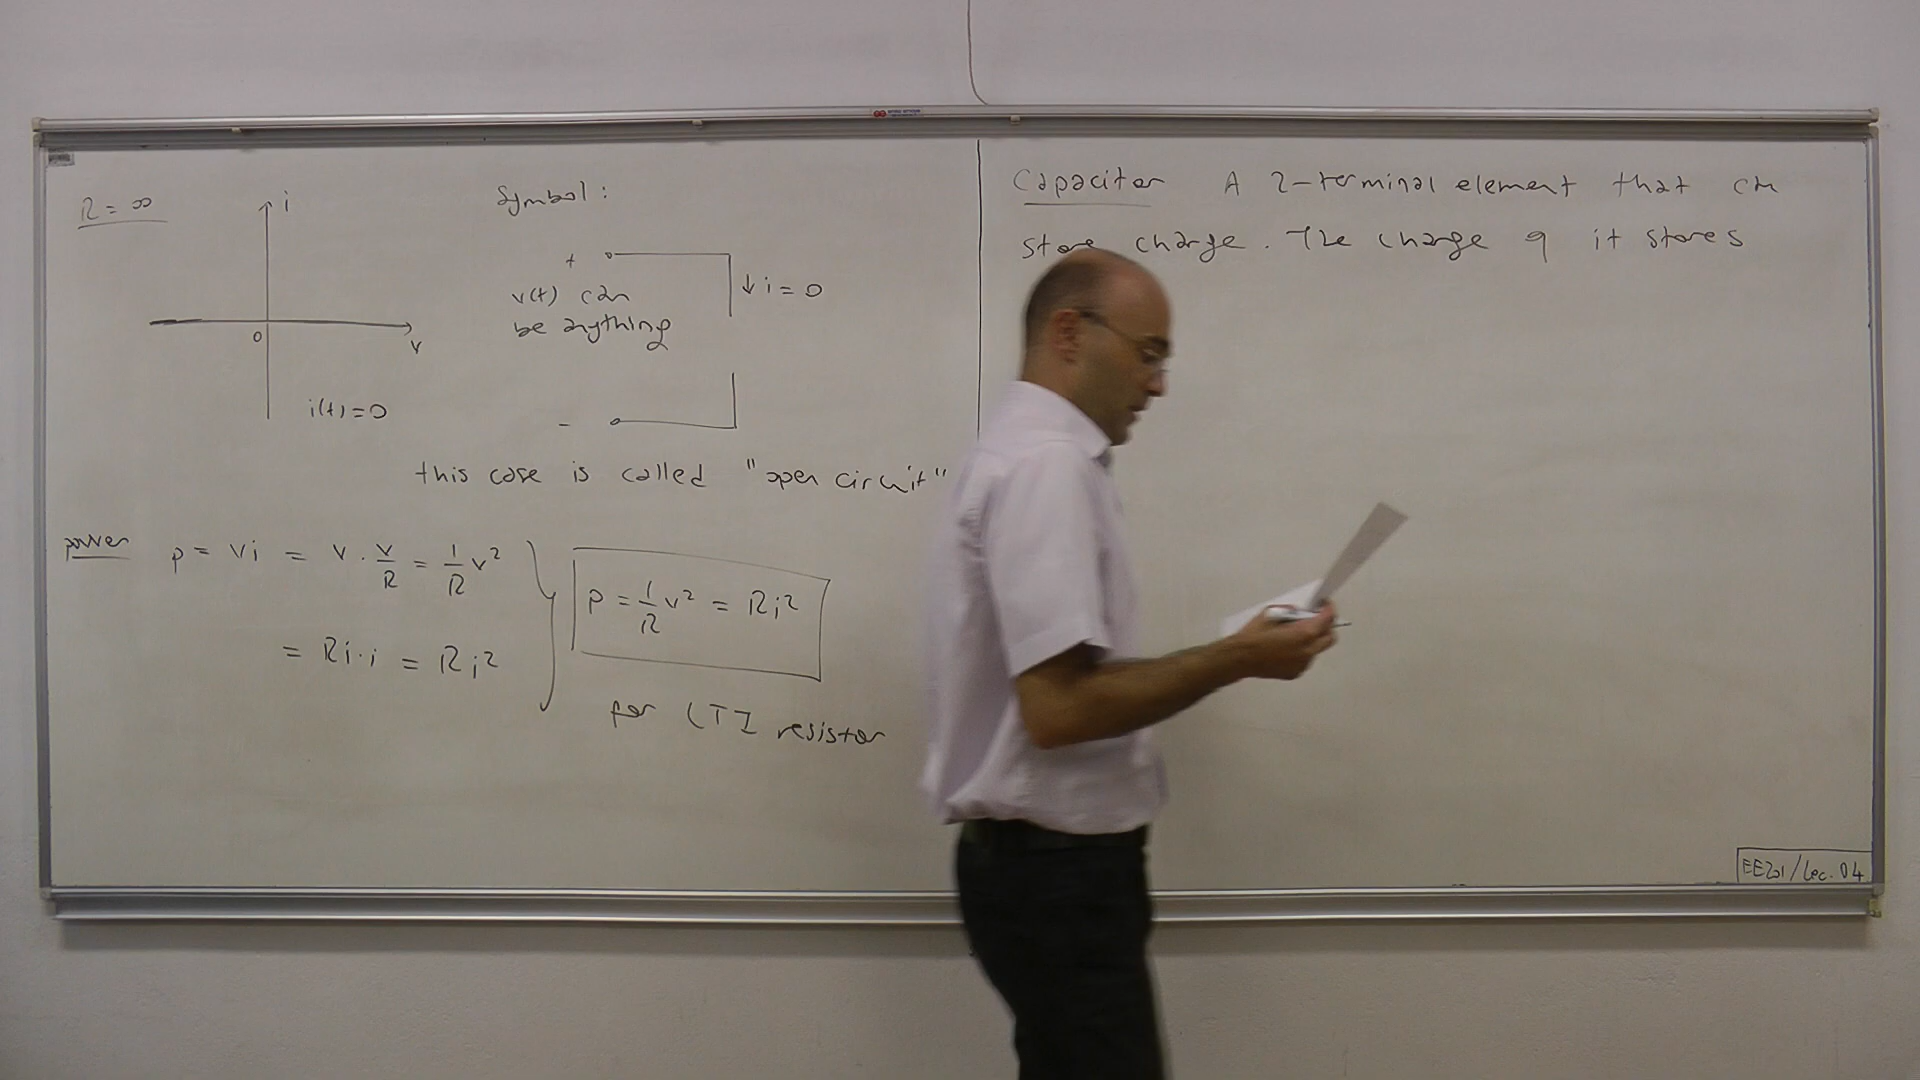 R = ∞
i
v
0
i(t) = 0
Symbol:
+
v(t) can
be anything
-
↓ i = 0
this case is called "open circuit"
power p = vi = v · v/R = 1/R v²
= Ri·i = Ri²
p = 1/R v² = Ri²
for LTI resistor
Capacitor A 2-terminal element that can
store charge. The charge q it stores
EE201/Lec. 04